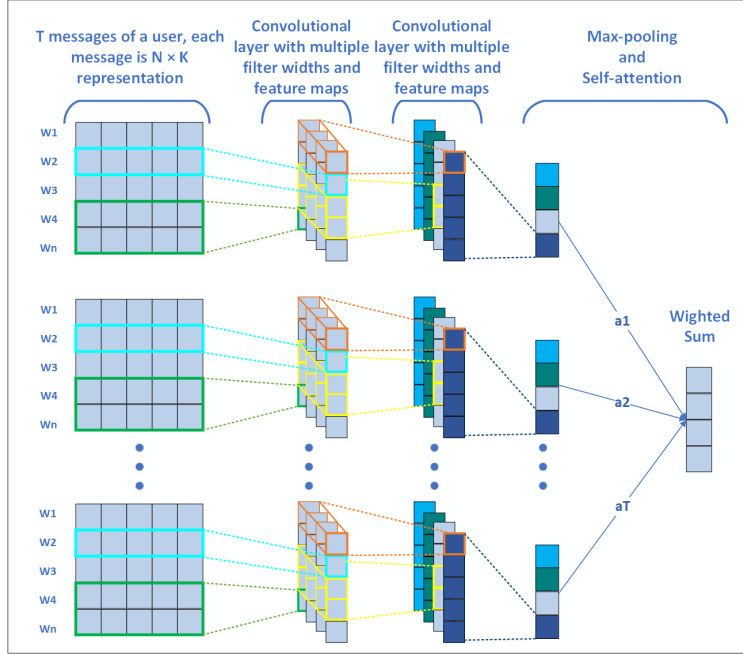 T messages of a user, each
message is N × K
representation
Convolutional
layer with multiple
filter widths and
feature maps
Convolutional
layer with multiple
filter widths and
feature maps
Max-pooling
and
Self-attention
W1
W2
W3
W4
Wn
W1
W2
W3
W4
Wn
a1
a2
Wighted
Sum
W1
W2
W3
W4
Wn
aT